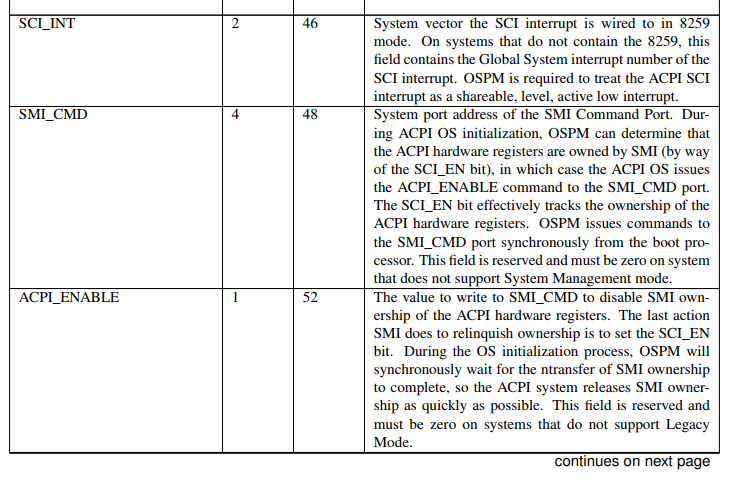 SCI_INT 2 46 System vector the SCI interrupt is wired to in 8259
mode. On systems that do not contain the 8259, this
field contains the Global System interrupt number of the
SCI interrupt. OSPM is required to treat the ACPI SCI
interrupt as a shareable, level, active low interrupt.
SMI_CMD 4 48 System port address of the SMI Command Port. Dur-
ing ACPI OS initialization, OSPM can determine that
the ACPI hardware registers are owned by SMI (by way
of the SCI_EN bit), in which case the ACPI OS issues
the ACPI_ENABLE command to the SMI_CMD port.
The SCI_EN bit effectively tracks the ownership of the
ACPI hardware registers. OSPM issues commands to
the SMI_CMD port synchronously from the boot pro-
cessor. This field is reserved and must be zero on system
that does not support System Management mode.
ACPI_ENABLE 1 52 The value to write to SMI_CMD to disable SMI own-
ership of the ACPI hardware registers. The last action
SMI does to relinquish ownership is to set the SCI_EN
bit. During the OS initialization process, OSPM will
synchronously wait for the ntransfer of SMI ownership
to complete, so the ACPI system releases SMI owner-
ship as quickly as possible. This field is reserved and
must be zero on systems that do not support Legacy
Mode.
continues on next page